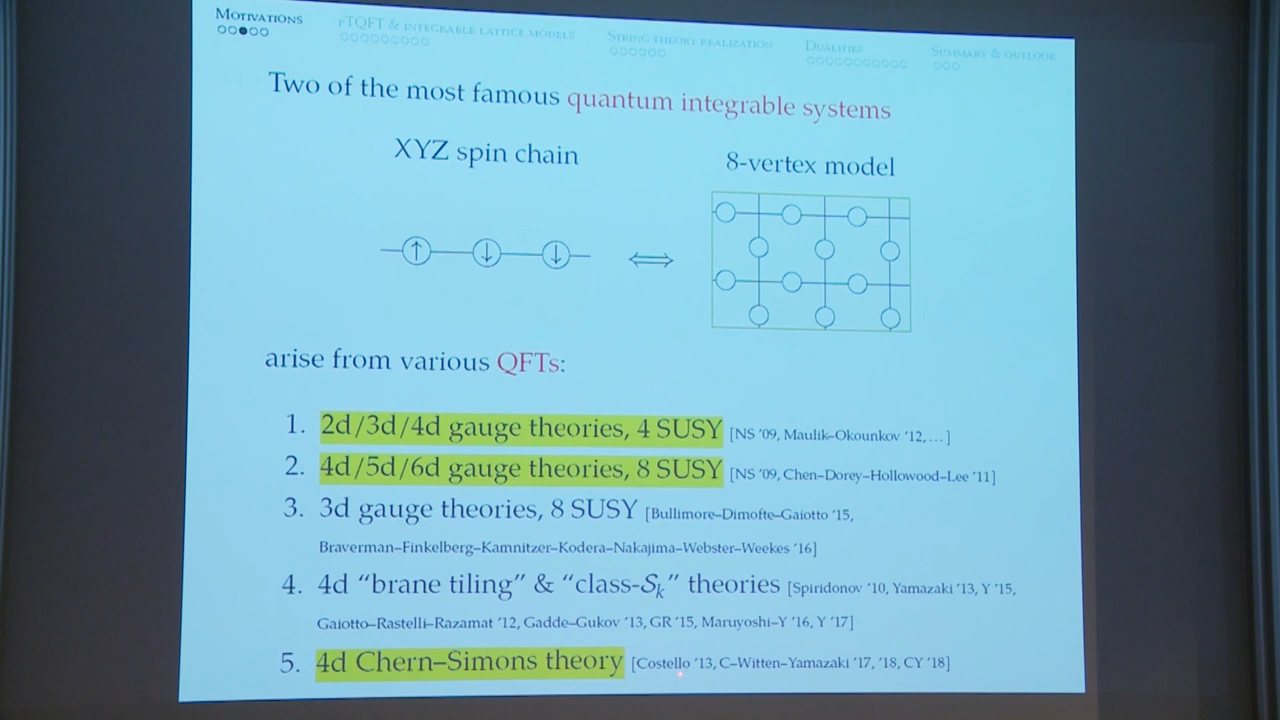 MOTIVATIONS
PTQFT & INTEGRABLE LATTICE MODELS
STRING THEORY REALIZATION
DUALITIES
SUMMARY & OUTLOOK
Two of the most famous quantum integrable systems
XYZ spin chain
8-vertex model
arise from various QFTs:
1. 2d/3d/4d gauge theories, 4 SUSY [NS '09, Maulik–Okounkov '12, …]
2. 4d/5d/6d gauge theories, 8 SUSY [NS '09, Chen–Dorey–Hollowood–Lee '11]
3. 3d gauge theories, 8 SUSY [Bullimore–Dimofte–Gaiotto '15,
Braverman–Finkelberg–Kamnitzer–Kodera–Nakajima–Webster–Weekes '16]
4. 4d “brane tiling” & “class-𝒮ₖ” theories [Spiridonov '10, Yamazaki '13, Y '15,
Gaiotto–Rastelli–Razamat '12, Gadde–Gukov '13, GR '15, Maruyoshi–Y '16, Y '17]
5. 4d Chern–Simons theory [Costello '13, C–Witten–Yamazaki '17, '18, CY '18]